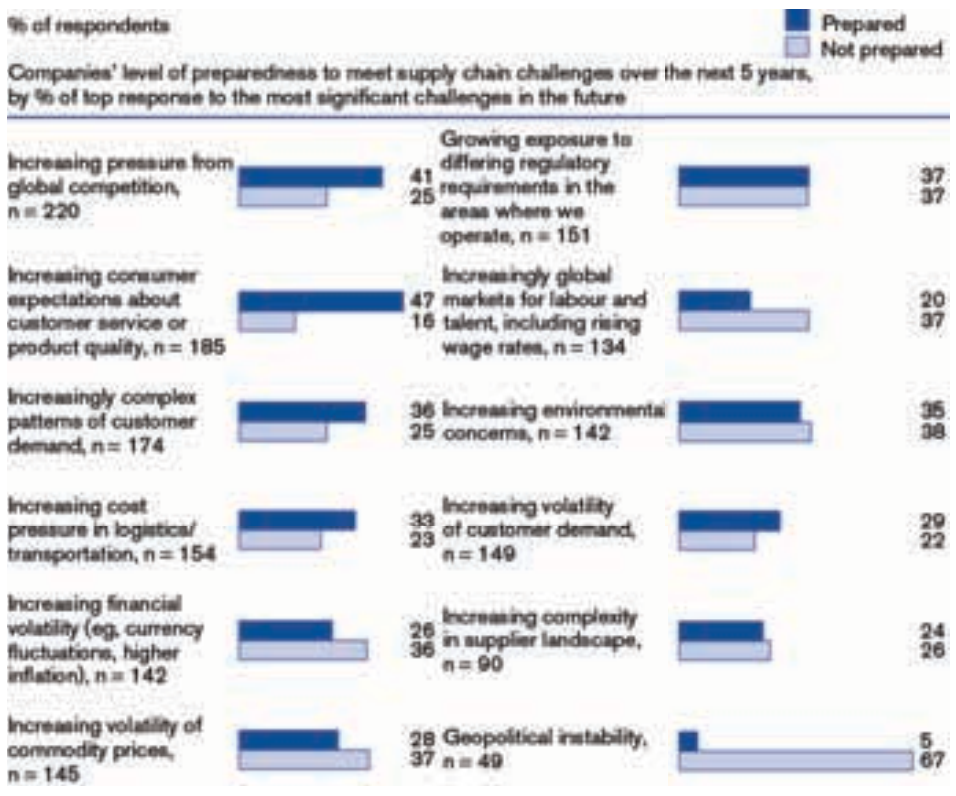 % of respondents
Prepared
Not prepared
Companies' level of preparedness to meet supply chain challenges over the next 5 years,
by % of top response to the most significant challenges in the future
Increasing pressure from
global competition,
n = 220
41
25
Growing exposure to
differing regulatory
requirements in the
areas where we
operate, n = 151
37
37
Increasing consumer
expectations about
customer service or
product quality, n = 185
47
16
Increasingly global
markets for labour and
talent, including rising
wage rates, n = 134
20
37
Increasingly complex
patterns of customer
demand, n = 174
36
25
Increasing environmental
concerns, n = 142
35
38
Increasing cost
pressure in logistics/
transportation, n = 154
33
23
Increasing volatility
of customer demand,
n = 149
29
22
Increasing financial
volatility (eg, currency
fluctuations, higher
inflation), n = 142
26
36
Increasing complexity
in supplier landscape,
n = 90
24
26
Increasing volatility of
commodity prices,
n = 145
28
37
Geopolitical instability,
n = 49
5
67